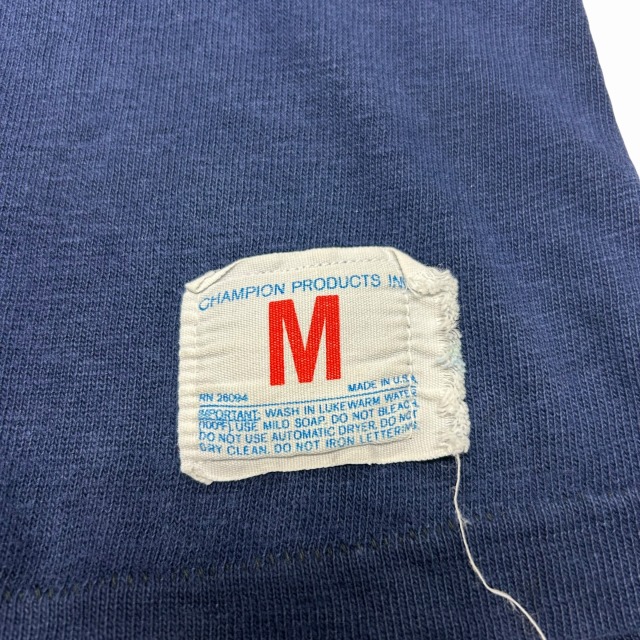 CHAMPION PRODUCTS IN
M
RN 26094 MADE IN U.S.A.
IMPORTANT: WASH IN LUKEWARM WATER
(100°F) USE MILD SOAP. DO NOT BLEACH
DO NOT USE AUTOMATIC DRYER, DO NOT
DRY CLEAN. DO NOT IRON LETTERING